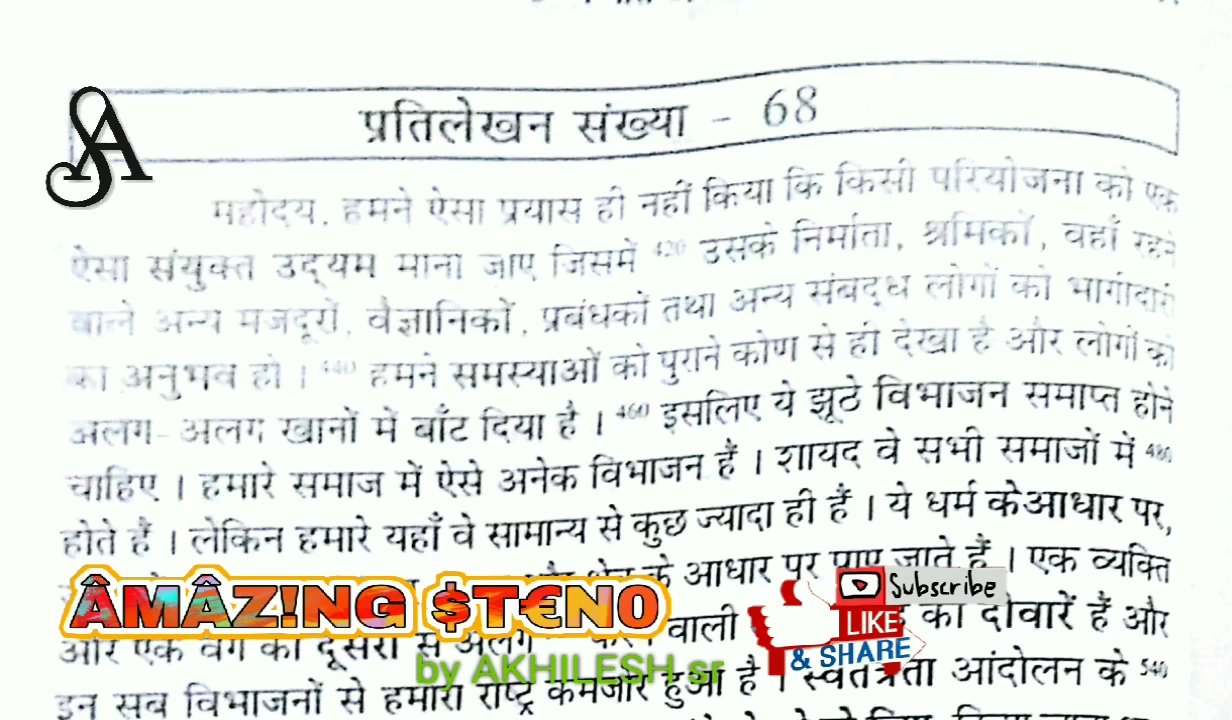 प्रतिलेखन संख्या - 68
महोदय, हमने ऐसा प्रयास ही नहीं किया कि किसी परियोजना को एक
ऐसा संयुक्त उद्यम माना जाए जिसमें 420 उसके निर्माता, श्रमिकों, वहाँ रहने
वाले अन्य मजदूरों, वैज्ञानिकों, प्रबंधकों तथा अन्य संबद्ध लोगों को भागीदारी
का अनुभव हो । 440 हमने समस्याओं को पुराने कोण से ही देखा है और लोगों को
अलग-अलग खानों में बाँट दिया है । 460 इसलिए ये झूठे विभाजन समाप्त होने
चाहिए । हमारे समाज में ऐसे अनेक विभाजन हैं । शायद वे सभी समाजों में 480
होते हैं । लेकिन हमारे यहाँ वे सामान्य से कुछ ज्यादा ही हैं । ये धर्म के आधार पर,
के आधार पर पाए जाते हैं । एक व्यक्ति
ÂMÂZ!NG $T€NO
Subscribe
और एक वर्ग को दूसरों से अलग करने वाली की दीवारें हैं और
LIKE
& SHARE
by AKHILESH sr
इन सब विभाजनों से हमारा राष्ट्र कमजोर हुआ है । स्वतंत्रता आंदोलन के 540